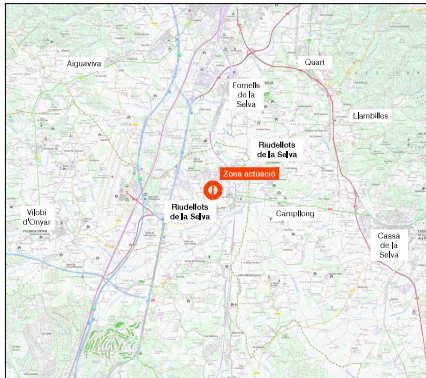 Quart
Aiguaviva
Fornells
de la
Selva
Llambilles
Riudellots
de la Selva
Zona actuació
Riudellots
de la Selva
Vilobí
d'Onyar
Campllong
Cassà
de la
Selva